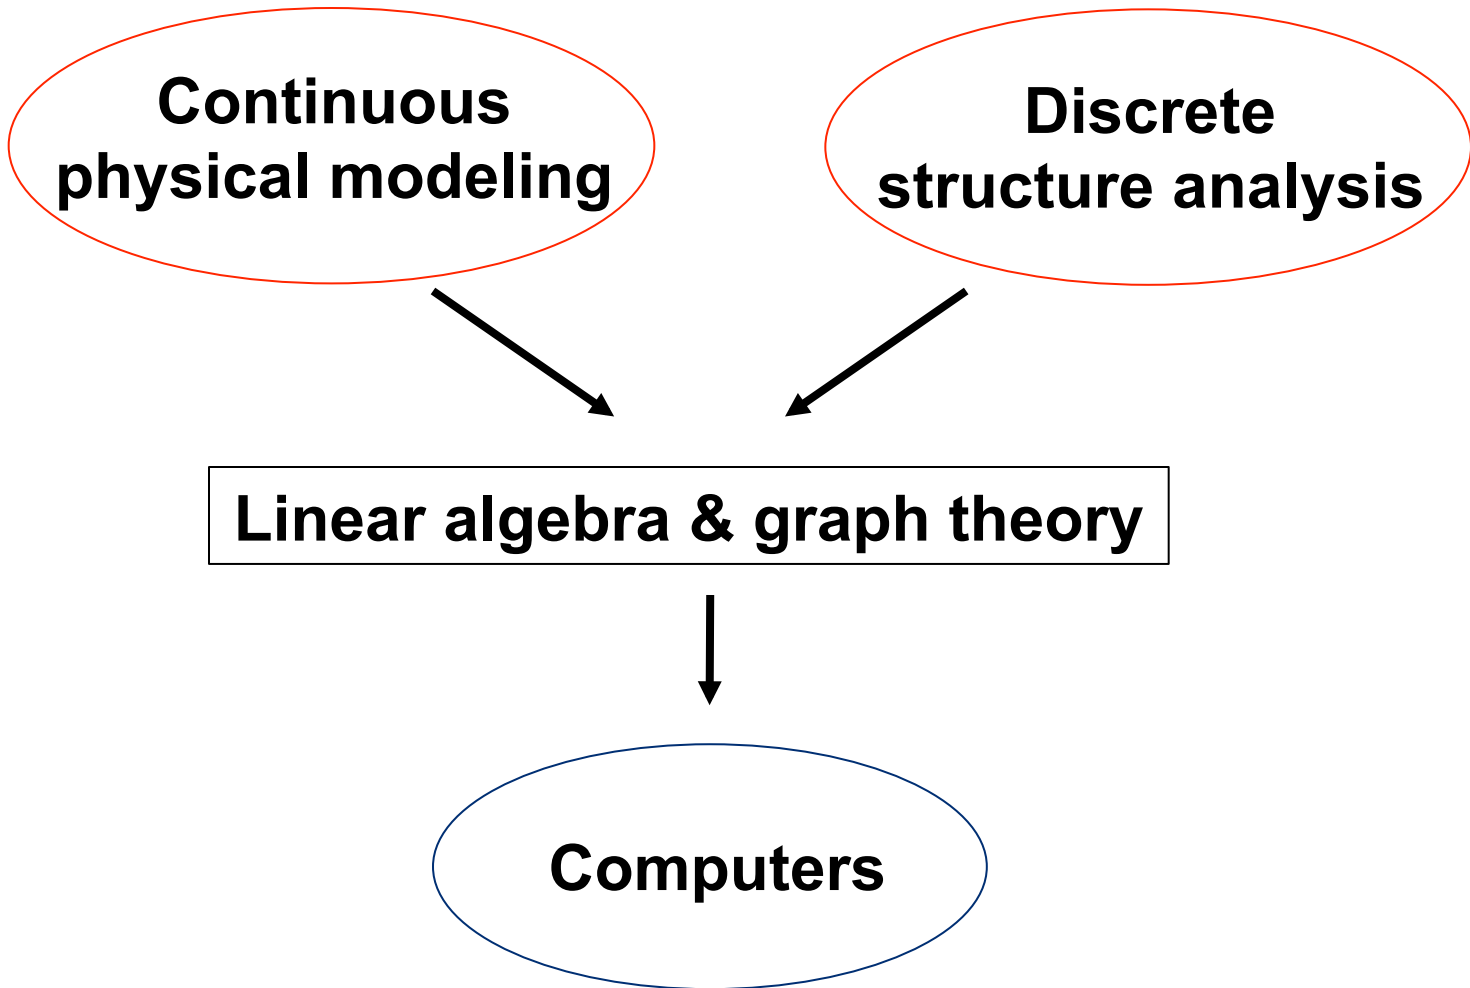 Continuous
physical modeling
Discrete
structure analysis
Linear algebra & graph theory
Computers